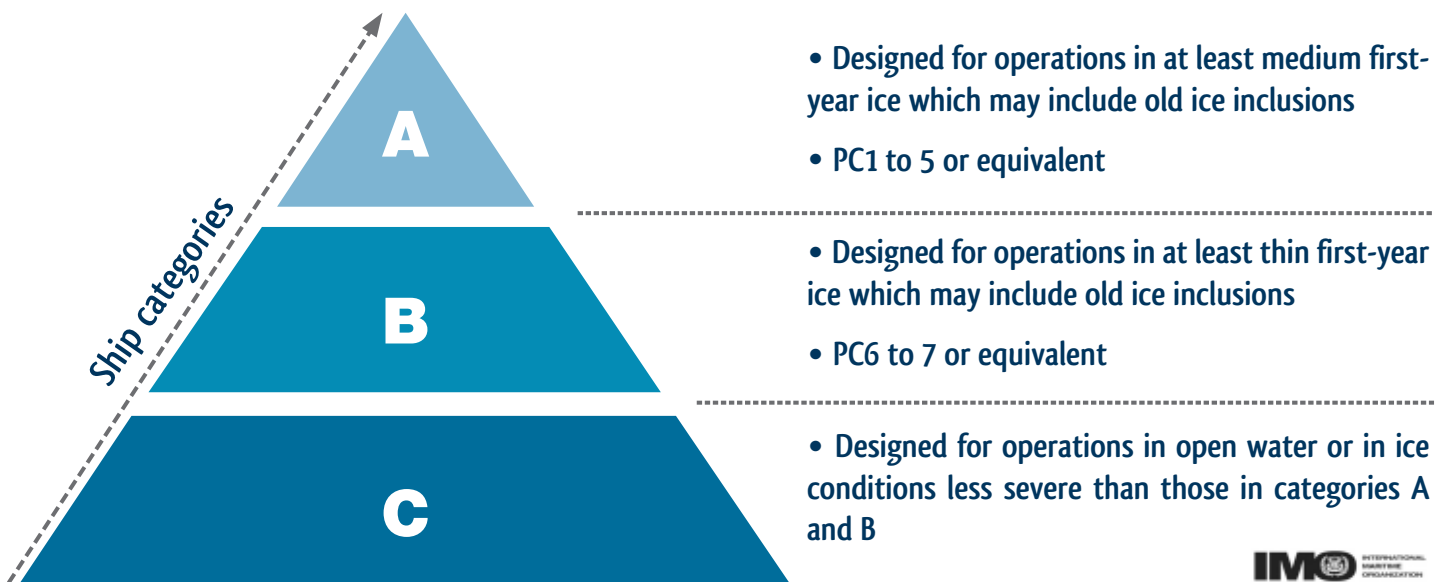 Ship categories
A
• Designed for operations in at least medium first-
year ice which may include old ice inclusions
• PC1 to 5 or equivalent
B
• Designed for operations in at least thin first-year
ice which may include old ice inclusions
• PC6 to 7 or equivalent
C
• Designed for operations in open water or in ice
conditions less severe than those in categories A
and B
IMO
INTERNATIONAL
MARITIME
ORGANIZATION